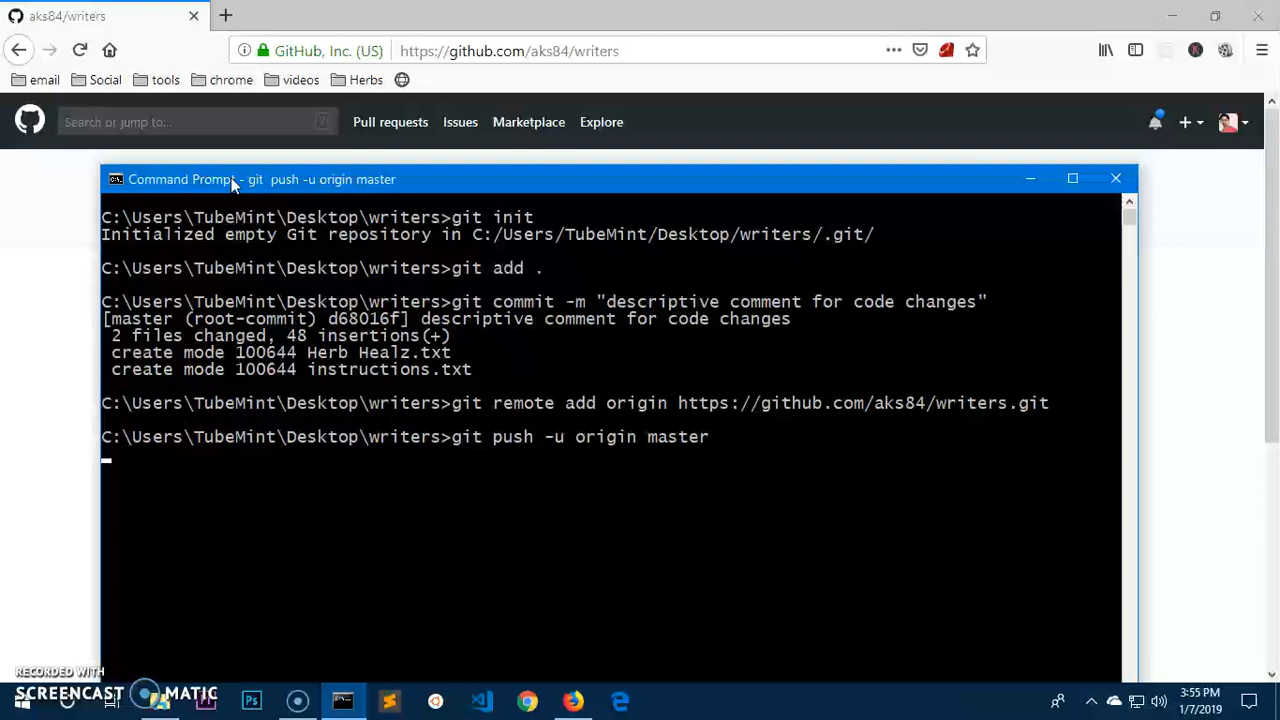 aks84/writers
GitHub, Inc. (US)
https://github.com/aks84/writers
email
Social
tools
chrome
videos
Herbs
Search or jump to...
/
Pull requests
Issues
Marketplace
Explore
Command Prompt - git push -u origin master
C:\Users\TubeMint\Desktop\writers>git init
Initialized empty Git repository in C:/Users/TubeMint/Desktop/writers/.git/
C:\Users\TubeMint\Desktop\writers>git add .
C:\Users\TubeMint\Desktop\writers>git commit -m "descriptive comment for code changes"
[master (root-commit) d68016f] descriptive comment for code changes
2 files changed, 48 insertions(+)
create mode 100644 Herb Healz.txt
create mode 100644 instructions.txt
C:\Users\TubeMint\Desktop\writers>git remote add origin https://github.com/aks84/writers.git
C:\Users\TubeMint\Desktop\writers>git push -u origin master
RECORDED WITH
SCREENCAST MATIC
Ps
3:55 PM
1/7/2019